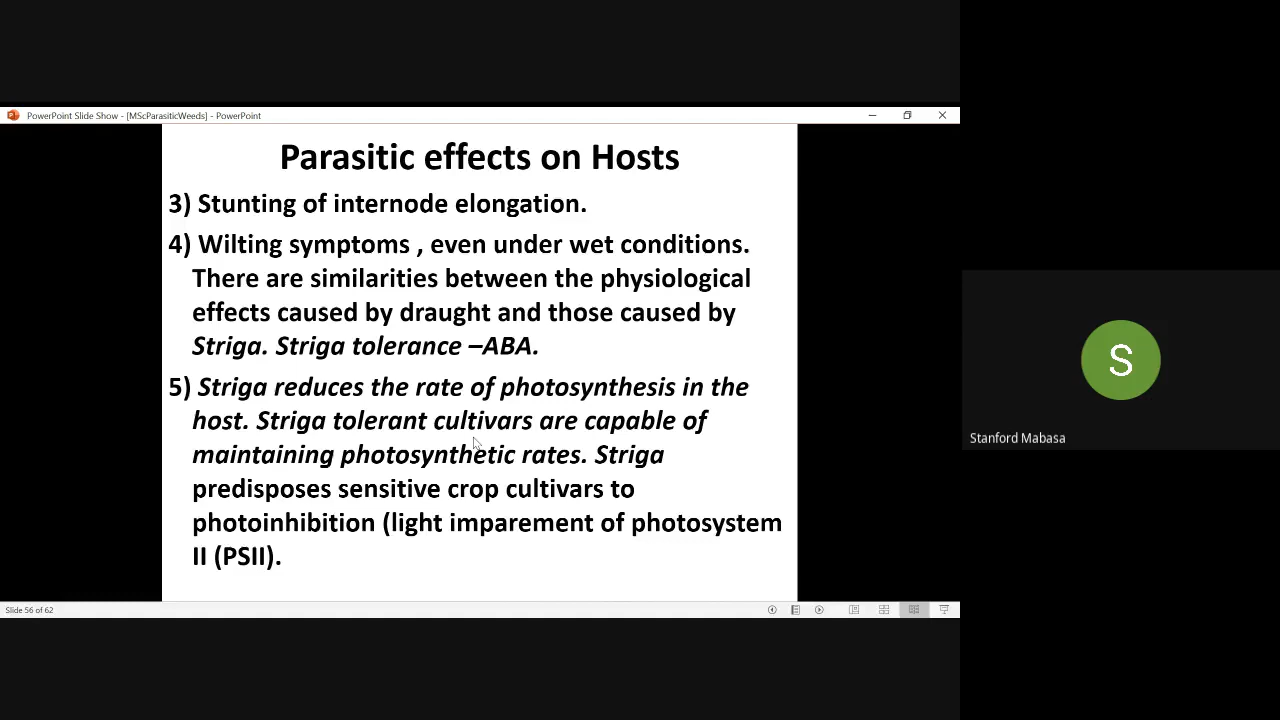 PowerPoint Slide Show - [MScParasiticWeeds] - PowerPoint
Parasitic effects on Hosts
3) Stunting of internode elongation.
4) Wilting symptoms , even under wet conditions.
There are similarities between the physiological
effects caused by draught and those caused by
Striga. Striga tolerance –ABA.
5) Striga reduces the rate of photosynthesis in the
host. Striga tolerant cultivars are capable of
maintaining photosynthetic rates. Striga
predisposes sensitive crop cultivars to
photoinhibition (light imparement of photosystem
II (PSII).
Slide 56 of 62
S
Stanford Mabasa